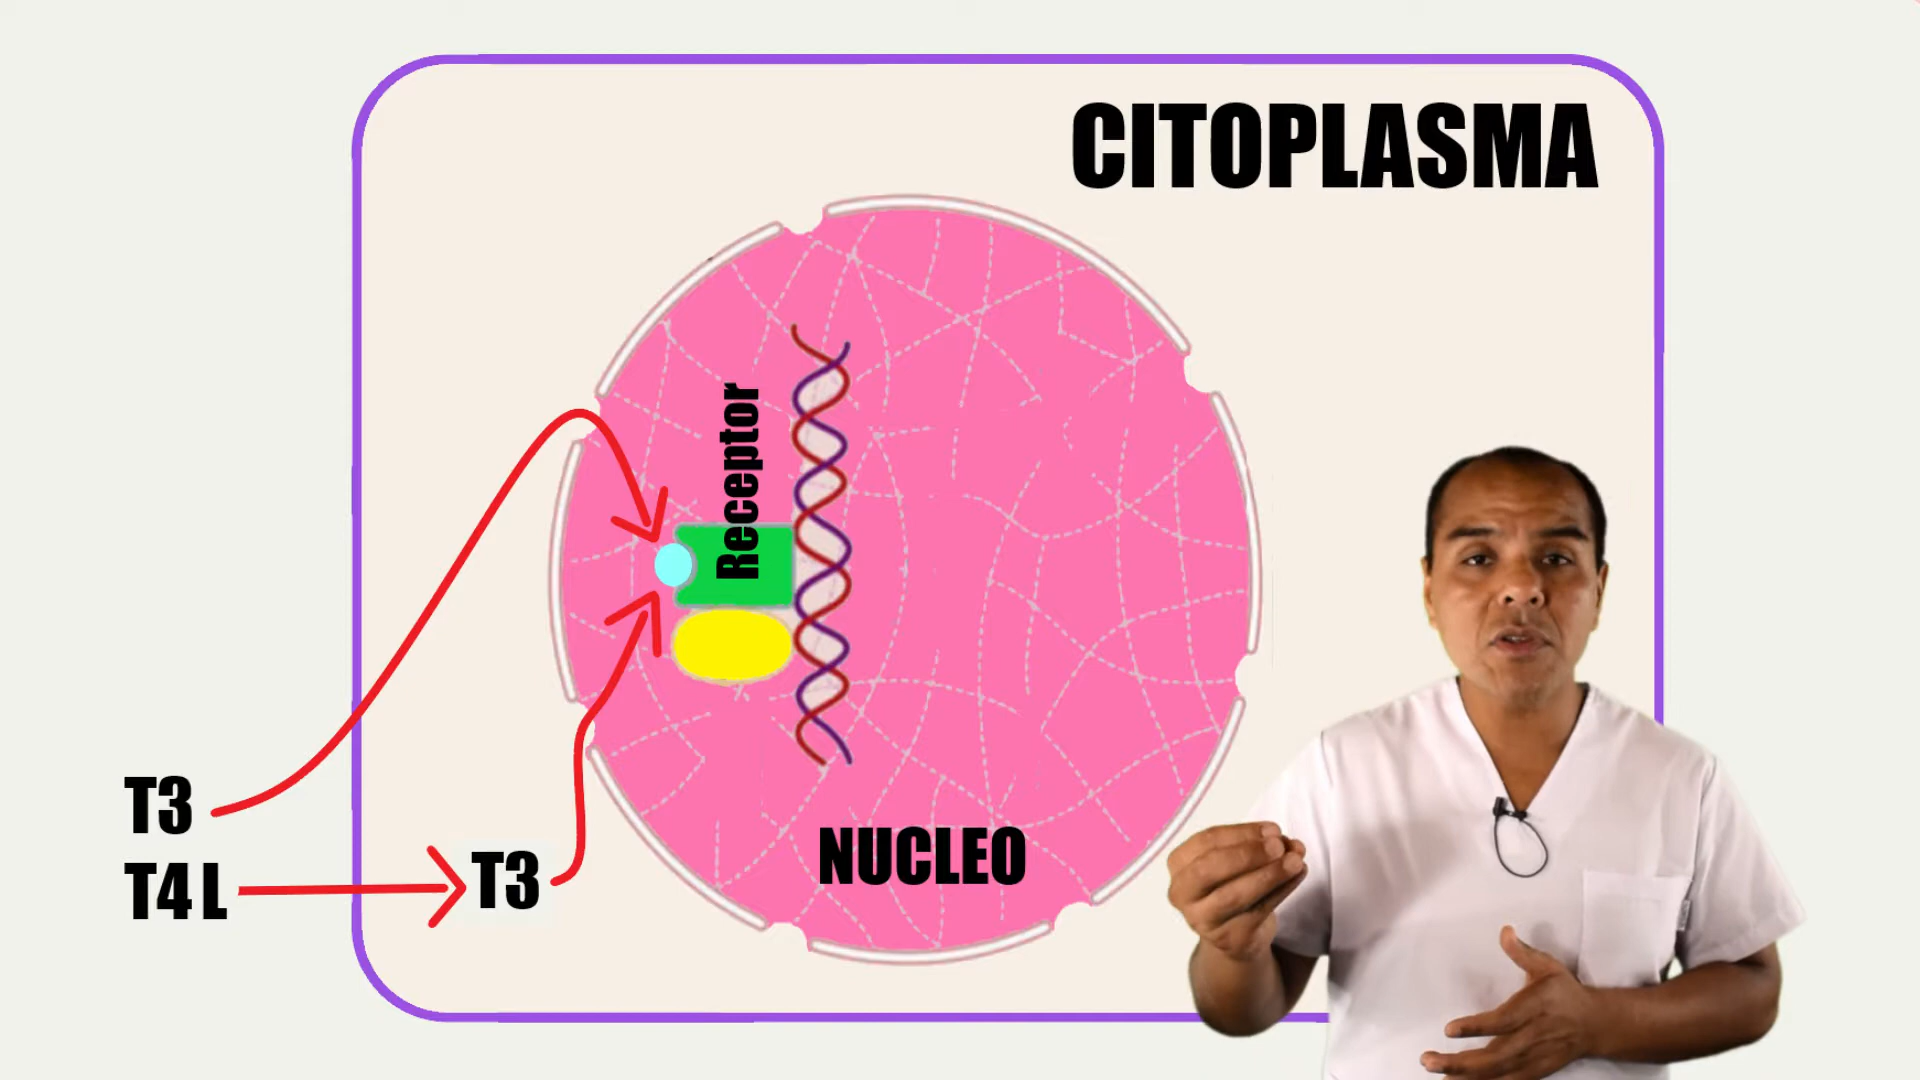 CITOPLASMA
Receptor
T3
T4 L
T3
NUCLEO